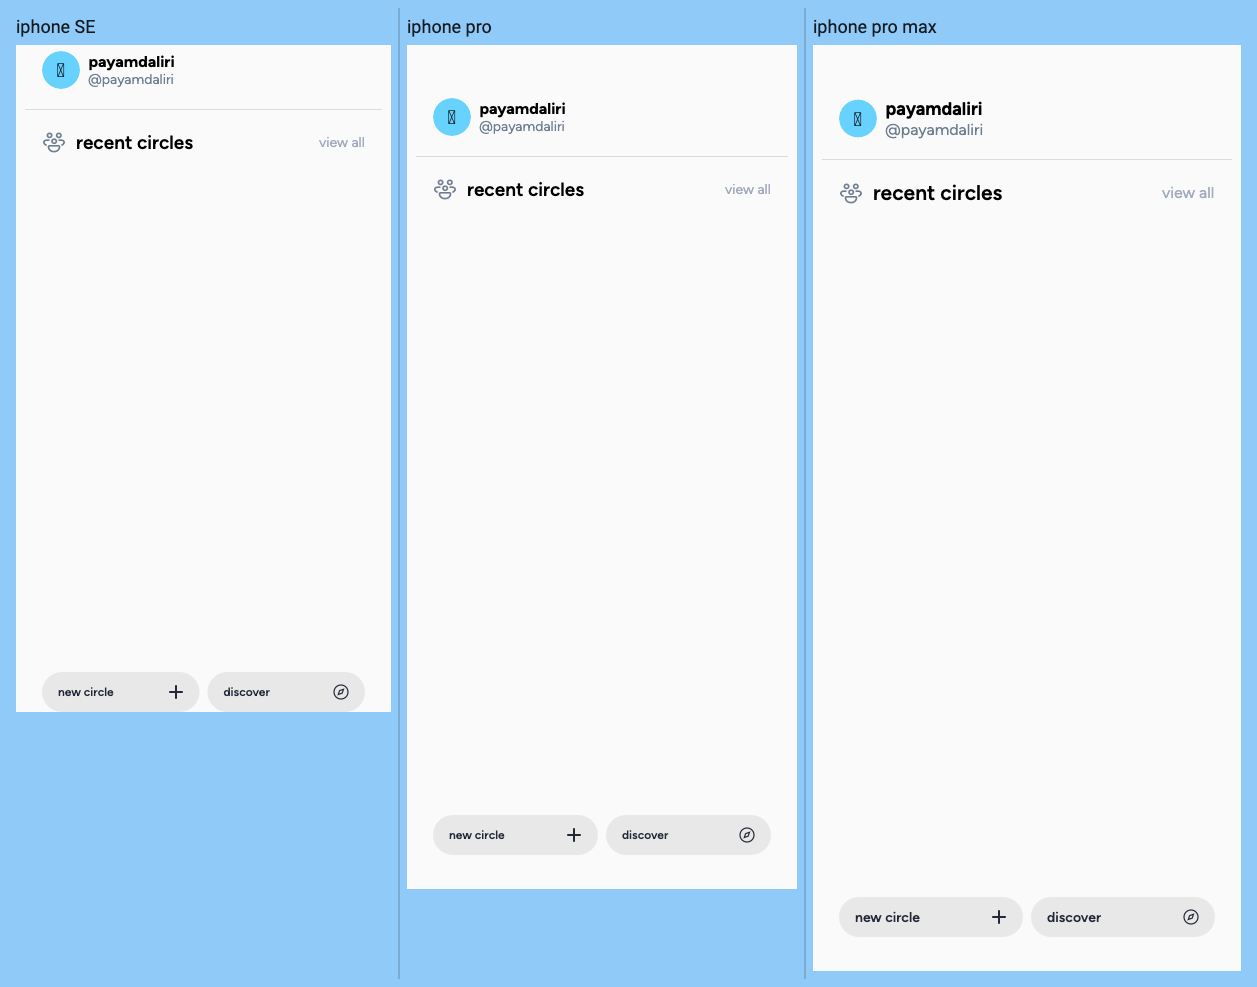 iphone SE
payamdaliri
@payamdaliri
recent circles
view all
new circle
discover
iphone pro
payamdaliri
@payamdaliri
recent circles
view all
new circle
discover
iphone pro max
payamdaliri
@payamdaliri
recent circles
view all
new circle
discover